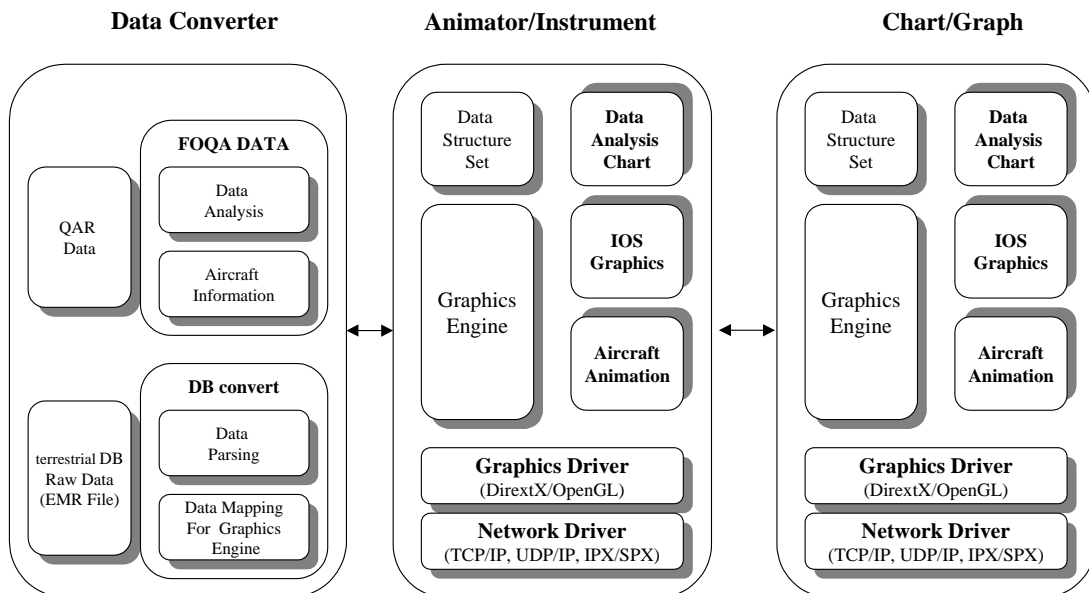 Data Converter
FOQA DATA
Data
Analysis
QAR
Data
Aircraft
Information
DB convert
Data
Parsing
terrestrial DB
Raw Data
(EMR File)
Data Mapping
For Graphics
Engine
Animator/Instrument
Data
Structure
Set
Data
Analysis
Chart
Graphics
Engine
IOS
Graphics
Aircraft
Animation
Graphics Driver
(DirextX/OpenGL)
Network Driver
(TCP/IP, UDP/IP, IPX/SPX)
Chart/Graph
Data
Structure
Set
Data
Analysis
Chart
Graphics
Engine
IOS
Graphics
Aircraft
Animation
Graphics Driver
(DirextX/OpenGL)
Network Driver
(TCP/IP, UDP/IP, IPX/SPX)